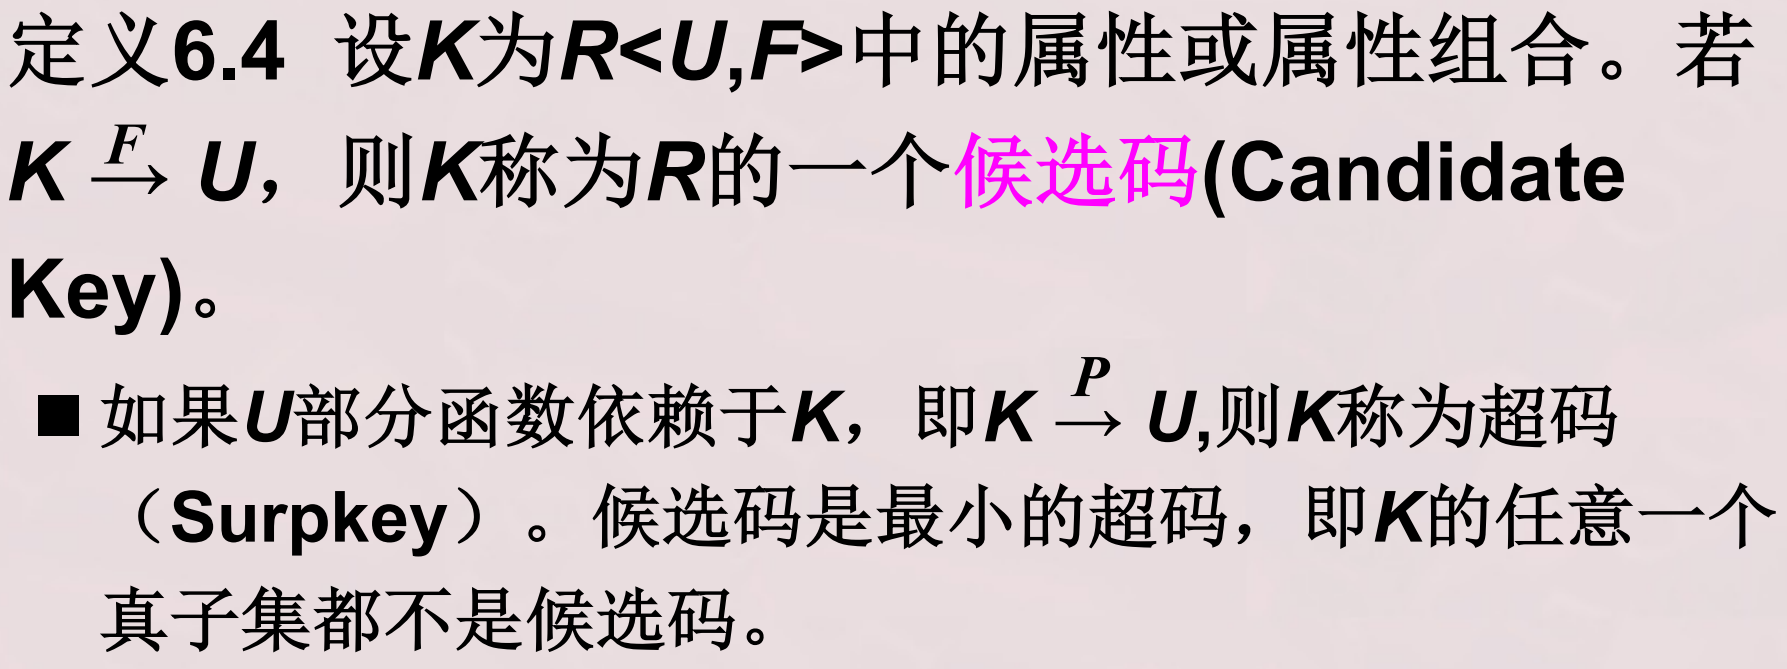 定义6.4 设K为R<U,F>中的属性或属性组合。若
K F→ U，则K称为R的一个候选码(Candidate
Key)。
■ 如果U部分函数依赖于K，即K P→ U,则K称为超码
（Surpkey）。候选码是最小的超码，即K的任意一个
真子集都不是候选码。